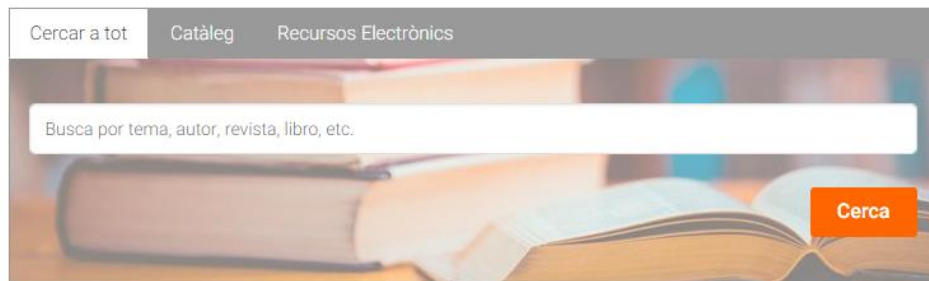 Cercar a tot Catàleg Recursos Electrònics
Busca por tema, autor, revista, libro, etc.
Cerca